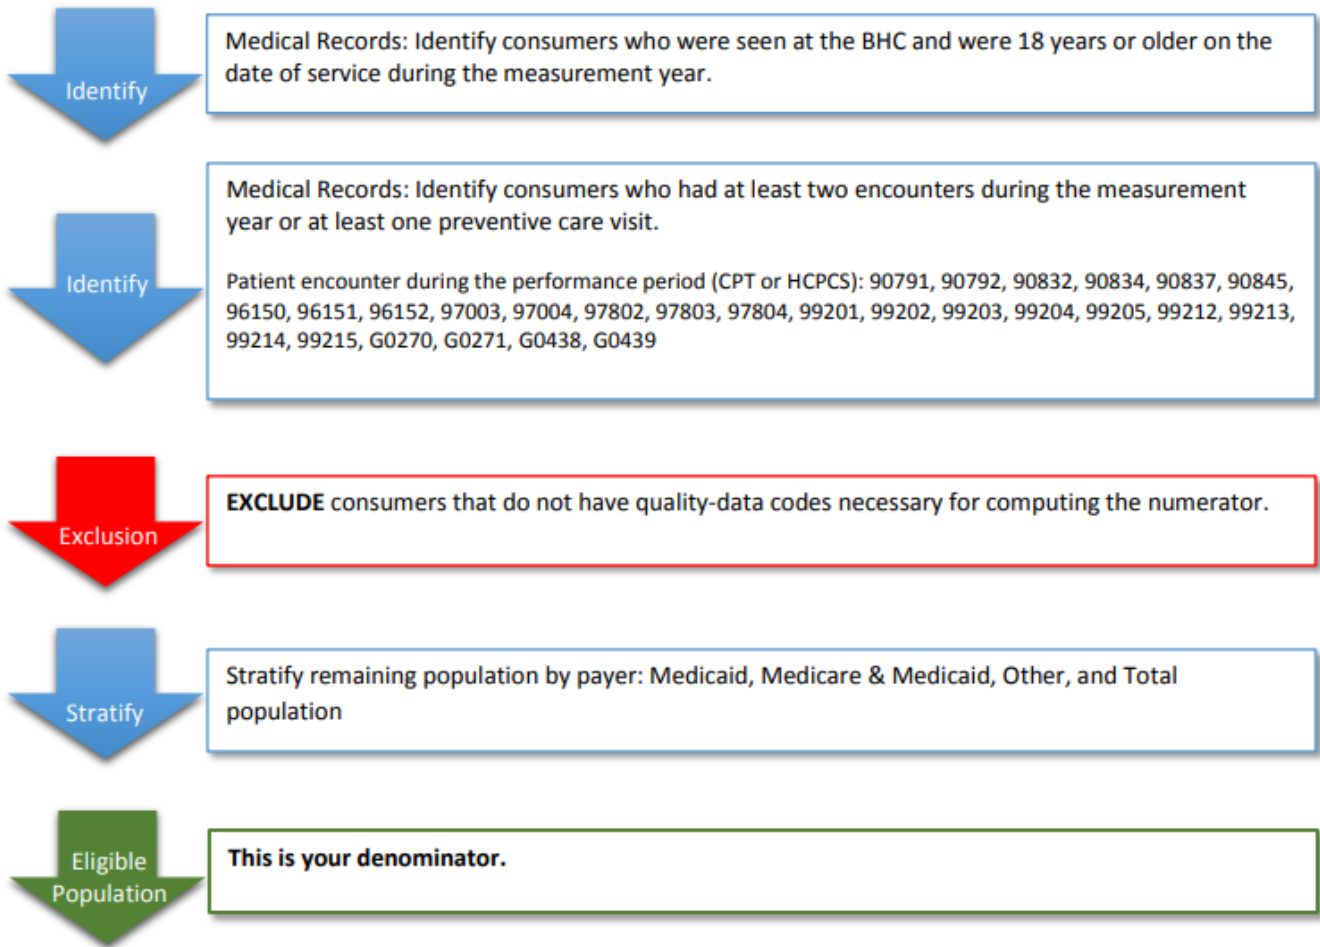 Identify
Medical Records: Identify consumers who were seen at the BHC and were 18 years or older on the
date of service during the measurement year.
Identify
Medical Records: Identify consumers who had at least two encounters during the measurement
year or at least one preventive care visit.
Patient encounter during the performance period (CPT or HCPCS): 90791, 90792, 90832, 90834, 90837, 90845,
96150, 96151, 96152, 97003, 97004, 97802, 97803, 97804, 99201, 99202, 99203, 99204, 99205, 99212, 99213,
99214, 99215, G0270, G0271, G0438, G0439
Exclusion
EXCLUDE consumers that do not have quality-data codes necessary for computing the numerator.
Stratify
Stratify remaining population by payer: Medicaid, Medicare & Medicaid, Other, and Total
population
Eligible
Population
This is your denominator.